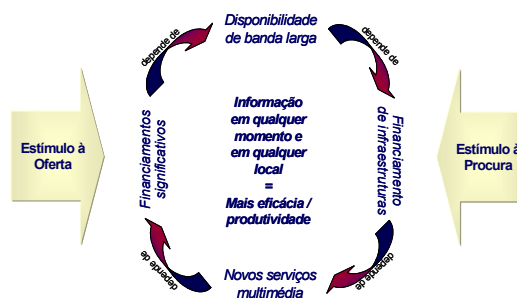 Disponibilidade
de banda larga
depende de
depende de
Informação
em qualquer
momento e
em qualquer
local
=
Mais eficácia /
produtividade
Estímulo à
Oferta
Financiamentos
significativos
Financiamento
de infraestruturas
Estímulo à
Procura
depende de
depende de
Novos serviços
multimédia